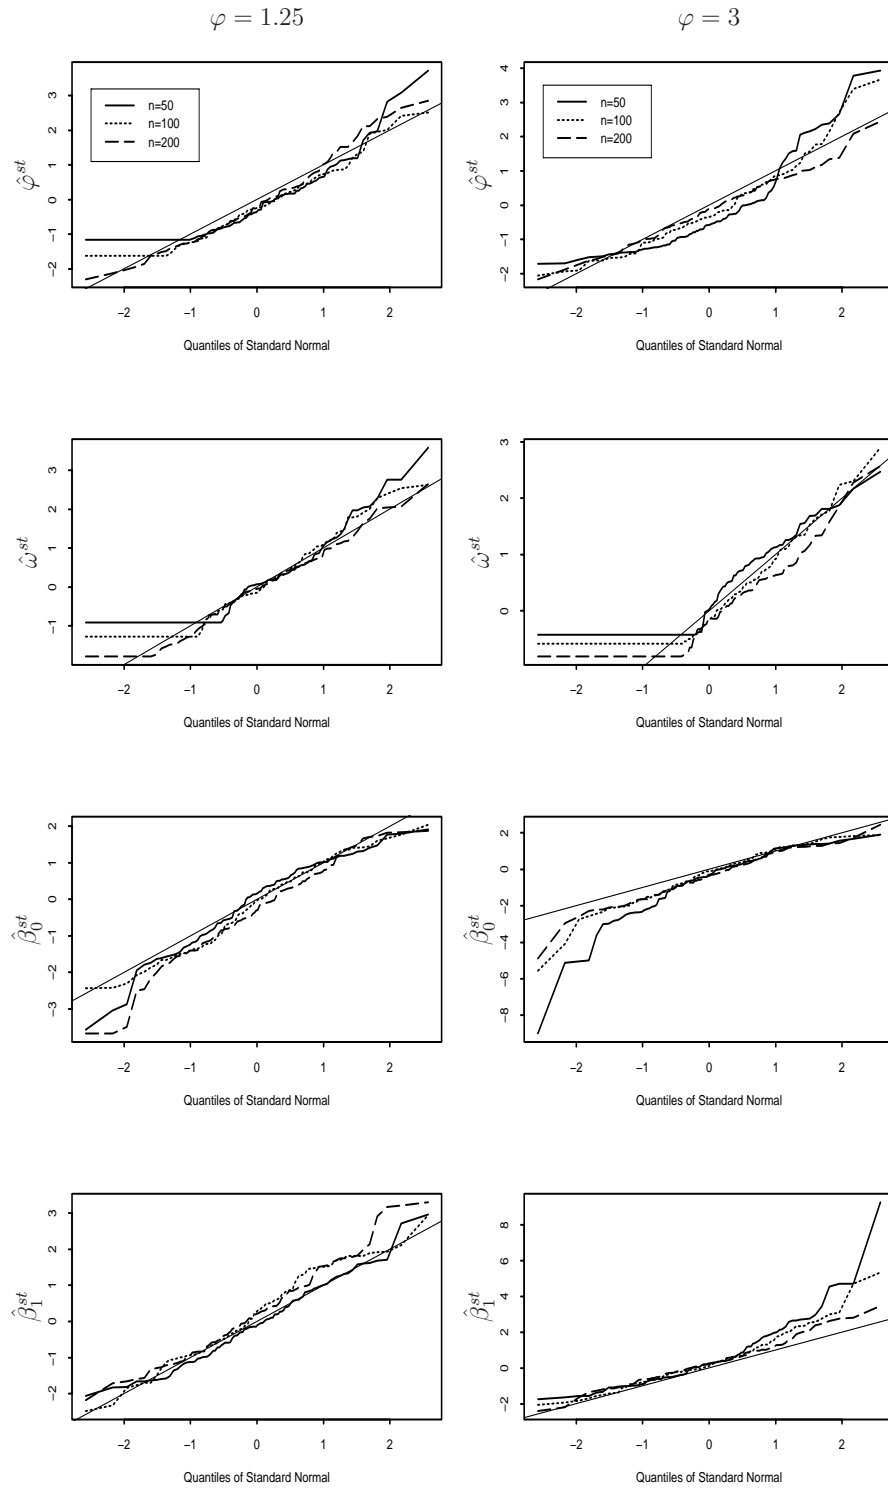 φ = 1.25
φ = 3
n=50
n=100
n=200
φ̂^st
−2 −1 0 1 2 3
−2 −1 0 1 2
Quantiles of Standard Normal
n=50
n=100
n=200
φ̂^st
−2 −1 0 1 2 3 4
−2 −1 0 1 2
Quantiles of Standard Normal
ω̂^st
−1 0 1 2 3
−2 −1 0 1 2
Quantiles of Standard Normal
ω̂^st
0 1 2 3
−2 −1 0 1 2
Quantiles of Standard Normal
β̂_0^st
−3 −2 −1 0 1 2
−2 −1 0 1 2
Quantiles of Standard Normal
β̂_0^st
−8 −6 −4 −2 0 2
−2 −1 0 1 2
Quantiles of Standard Normal
β̂_1^st
−2 −1 0 1 2 3
−2 −1 0 1 2
Quantiles of Standard Normal
β̂_1^st
−2 0 2 4 6 8
−2 −1 0 1 2
Quantiles of Standard Normal